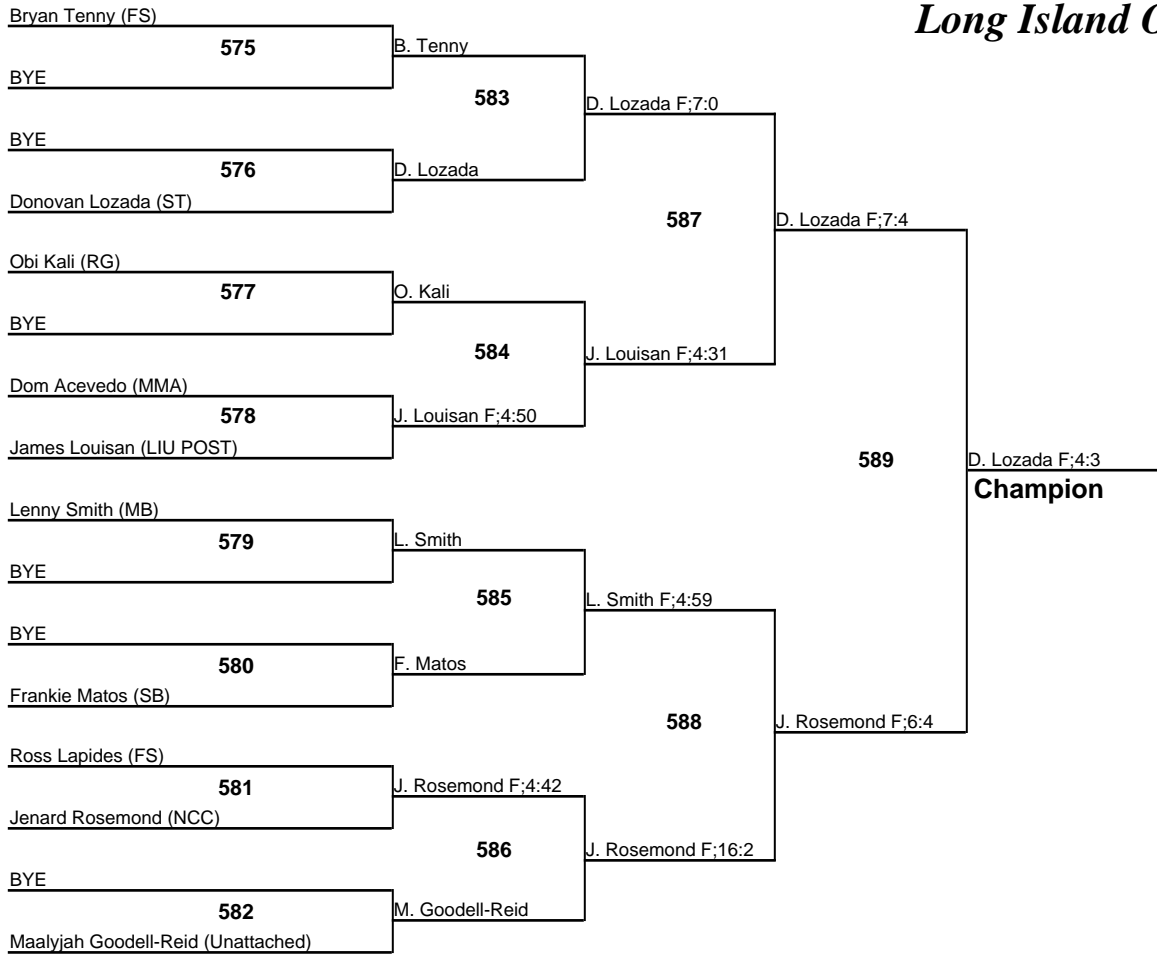 Long Island O
Bryan Tenny (FS)
575
BYE
B. Tenny
583
BYE
576
Donovan Lozada (ST)
D. Lozada
D. Lozada F;7:0
587
Obi Kali (RG)
577
BYE
O. Kali
584
Dom Acevedo (MMA)
578
James Louisan (LIU POST)
J. Louisan F;4:50
J. Louisan F;4:31
D. Lozada F;7:4
589
Lenny Smith (MB)
579
BYE
L. Smith
585
BYE
580
Frankie Matos (SB)
F. Matos
L. Smith F;4:59
588
Ross Lapides (FS)
581
Jenard Rosemond (NCC)
J. Rosemond F;4:42
586
BYE
582
Maalyjah Goodell-Reid (Unattached)
M. Goodell-Reid
J. Rosemond F;16:2
J. Rosemond F;6:4
D. Lozada F;4:3
Champion